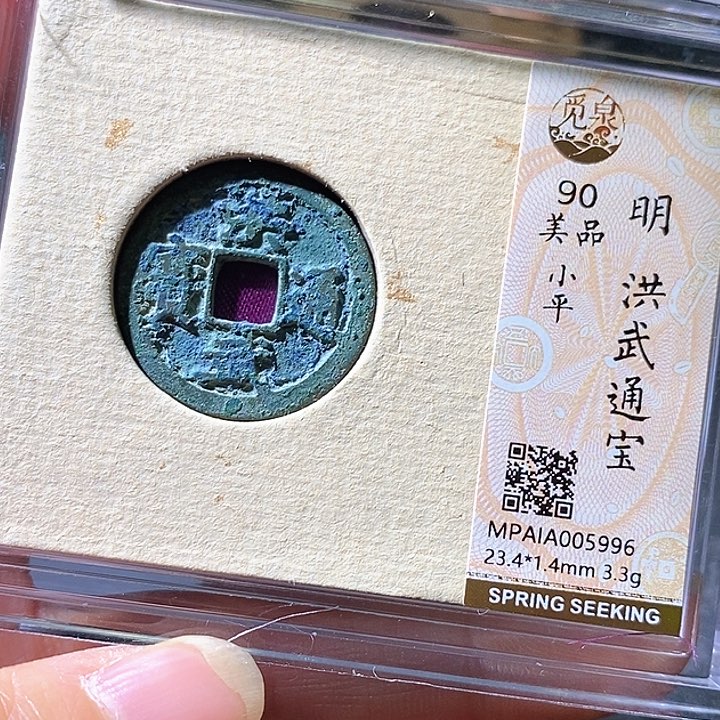 觅泉
90
美品
小平
明 洪武通宝
MPAIA005996
23.4*1.4mm 3.3g
SPRING SEEKING